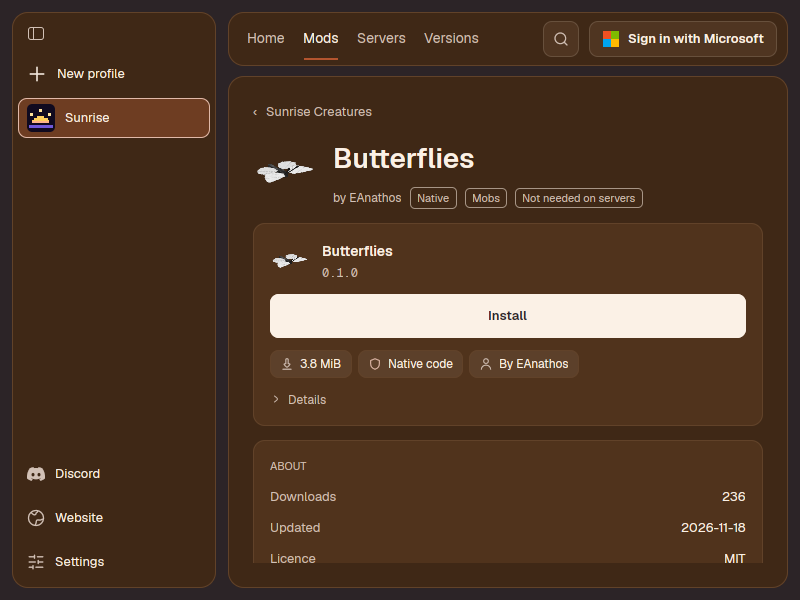 New profile
Sunrise
Discord
Website
Settings
Home Mods Servers Versions Sign in with Microsoft
‹ Sunrise Creatures
Butterflies
by EAnathos Native Mobs Not needed on servers
Butterflies
0.1.0
Install
3.8 MiB Native code By EAnathos
Details
ABOUT
Downloads 236
Updated 2026-11-18
Licence MIT